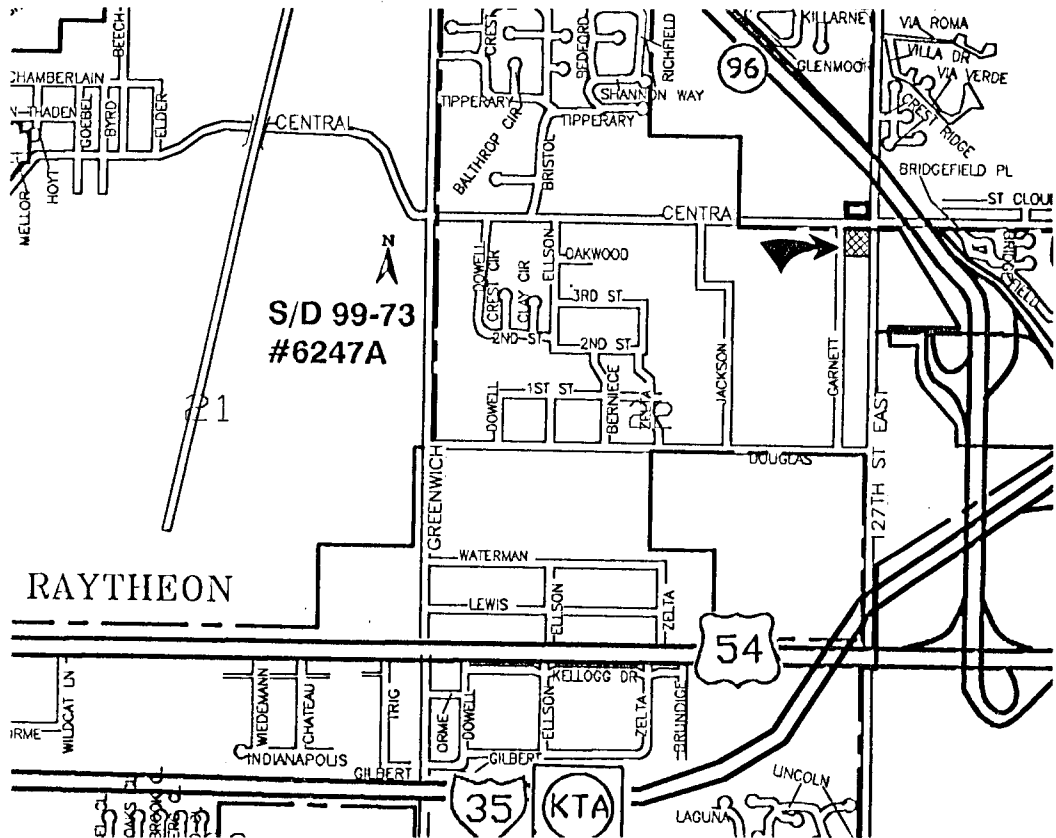 BEECH
CREST
BEDFORD
RICHFIELD
KILLARNEY
VIA ROMA
VILLA DR
VIA VERDE
GLENMOOR
96
CHAMBERLAIN
THADEN
GOEBEL
BYRD
ELDER
CENTRAL
TIPPERARY
SHANNON WAY
TIPPERARY
BALTHROP CIR
BRISTOL
CREST RIDGE
BRIDGEFIELD PL
ST CLOU
MELLOR
HOYT
CENTRA
N
DOWELL
CREST CIR
CLAY CIR
ELLSON
OAKWOOD
BRIDGEFIELD
S/D 99-73
#6247A
3RD ST
2ND ST
2ND ST
JACKSON
GARNETT
21
DOWELL
1ST ST
BERNIECE
ZELTA
DOUGLAS
127TH ST EAST
GREENWICH
WATERMAN
RAYTHEON
LEWIS
ELLSON
ZELTA
54
KELLOGG DR
WILDCAT LN
WIEDEMANN
CHATEAU
TRIG
ORME
DOWELL
ELLSON
ZELTA
BRUNDIGE
ORME
INDIANAPOLIS
GILBERT
GILBERT
35
KTA
LINCOLN
LAGUNA